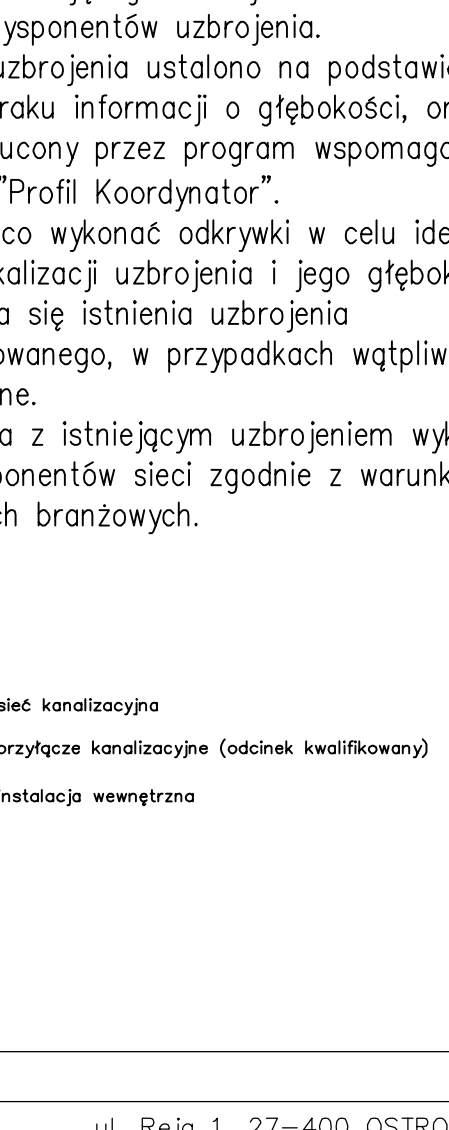 ysponentów uzbrojenia.
uzbrojenia ustalono na podstawi
raku informacji o głębokości, or
ucony przez program wspomag
"Profil Koordynator".
co wykonać odkrywki w celu ide
kalizacji uzbrojenia i jego głębok
a się istnienia uzbrojenia
owanego, w przypadkach wątpliw
ne.
a z istniejącym uzbrojeniem wyk
ponentów sieci zgodnie z warunk
ch branżowych.
sieć kanalizacyjna
przyłącze kanalizacyjne (odcinek kwalifikowany)
instalacja wewnętrzna
ul. Reja 1, 27-400 OSTRO